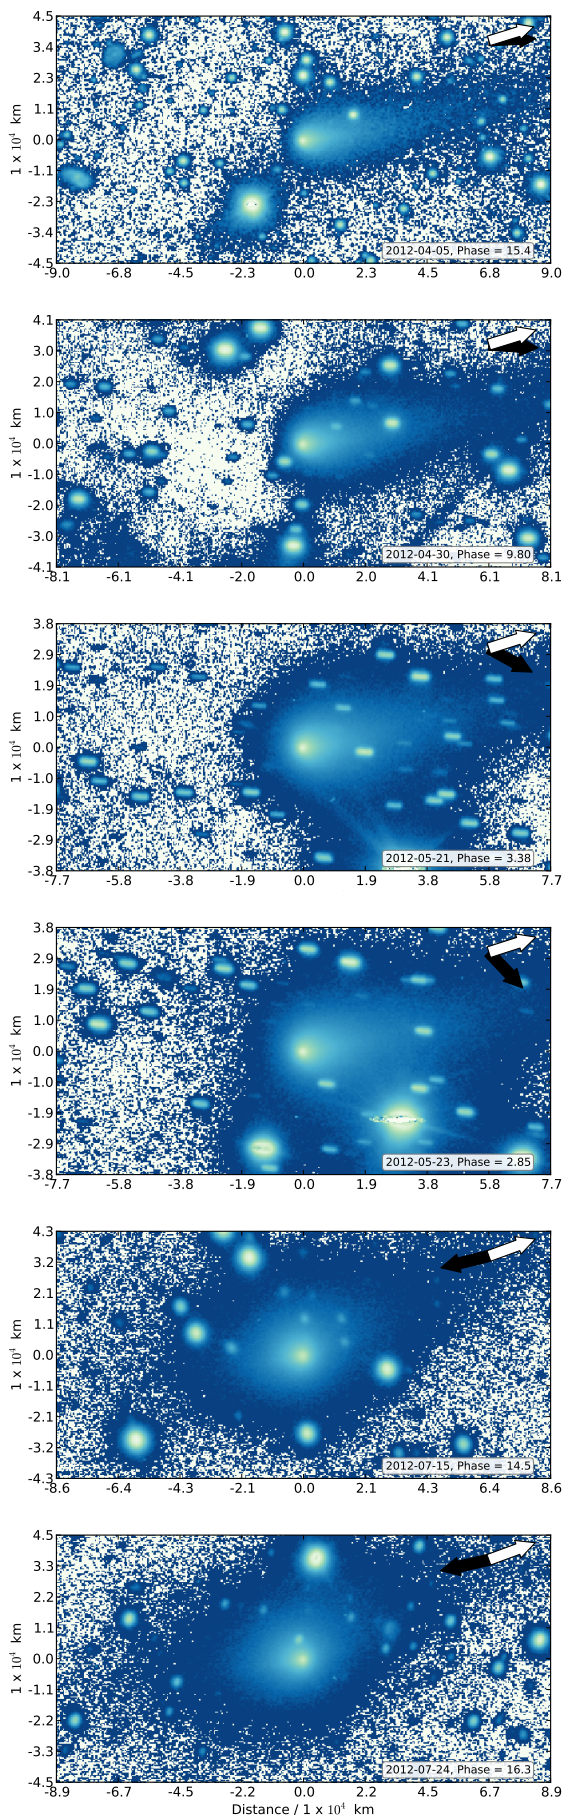 4.5
3.4
2.3
1.1
0.0
-1.1
-2.3
-3.4
-4.5
1 x 10⁴ km
2012-04-05, Phase = 15.4
-9.0 -6.8 -4.5 -2.3 0.0 2.3 4.5 6.8 9.0
4.1
3.0
2.0
1.0
0.0
-1.0
-2.0
-3.0
-4.1
1 x 10⁴ km
2012-04-30, Phase = 9.80
-8.1 -6.1 -4.1 -2.0 0.0 2.0 4.1 6.1 8.1
3.8
2.9
1.9
1.0
0.0
-1.0
-1.9
-2.9
-3.8
1 x 10⁴ km
2012-05-21, Phase = 3.38
-7.7 -5.8 -3.8 -1.9 0.0 1.9 3.8 5.8 7.7
3.8
2.9
1.9
1.0
0.0
-1.0
-1.9
-2.9
-3.8
1 x 10⁴ km
2012-05-23, Phase = 2.85
-7.7 -5.8 -3.8 -1.9 0.0 1.9 3.8 5.8 7.7
4.3
3.2
2.1
1.1
0.0
-1.1
-2.1
-3.2
-4.3
1 x 10⁴ km
2012-07-15, Phase = 14.5
-8.6 -6.4 -4.3 -2.1 0.0 2.1 4.3 6.4 8.6
4.5
3.3
2.2
1.1
0.0
-1.1
-2.2
-3.3
-4.5
1 x 10⁴ km
2012-07-24, Phase = 16.3
-8.9 -6.7 -4.5 -2.2 0.0 2.2 4.5 6.7 8.9
Distance / 1 x 10⁴ km